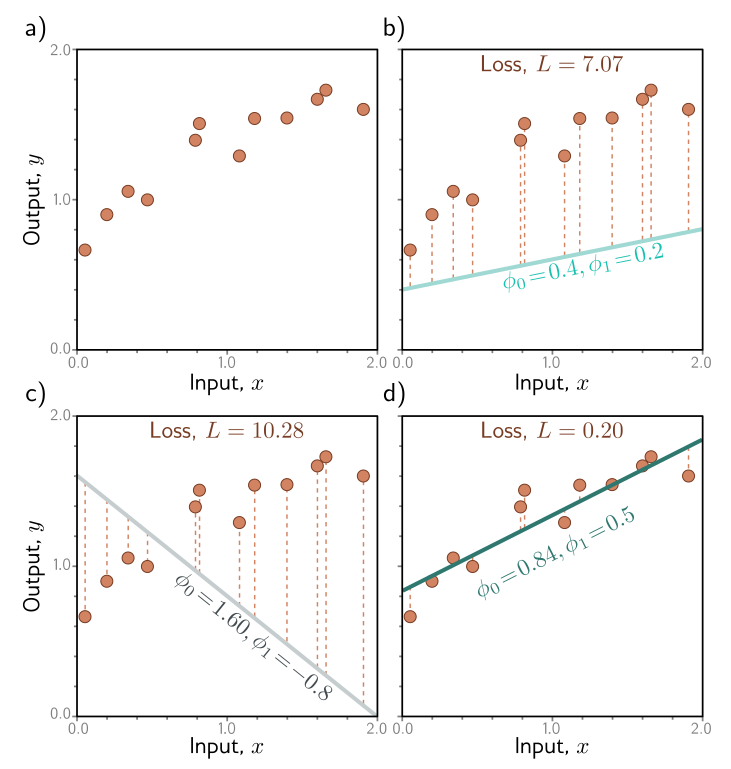 a)
2.0
Output, y
1.0
0.0
0.0 1.0 2.0
Input, x
b)
Loss, L = 7.07
ϕ₀=0.4, ϕ₁=0.2
0.0 1.0 2.0
Input, x
c)
2.0
Loss, L = 10.28
Output, y
1.0
ϕ₀=1.60, ϕ₁=−0.8
0.0
0.0 1.0 2.0
Input, x
d)
Loss, L = 0.20
ϕ₀=0.84, ϕ₁=0.5
0.0 1.0 2.0
Input, x